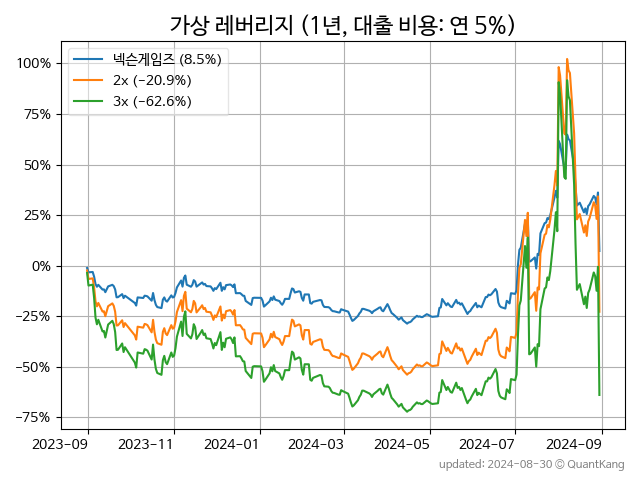 가상 레버리지 (1년, 대출 비용: 연 5%)
넥슨게임즈 (8.5%)
2x (−20.9%)
3x (−62.6%)
100%
75%
50%
25%
0%
−25%
−50%
−75%
2023-09 2023-11 2024-01 2024-03 2024-05 2024-07 2024-09
updated: 2024-08-30 © QuantKang